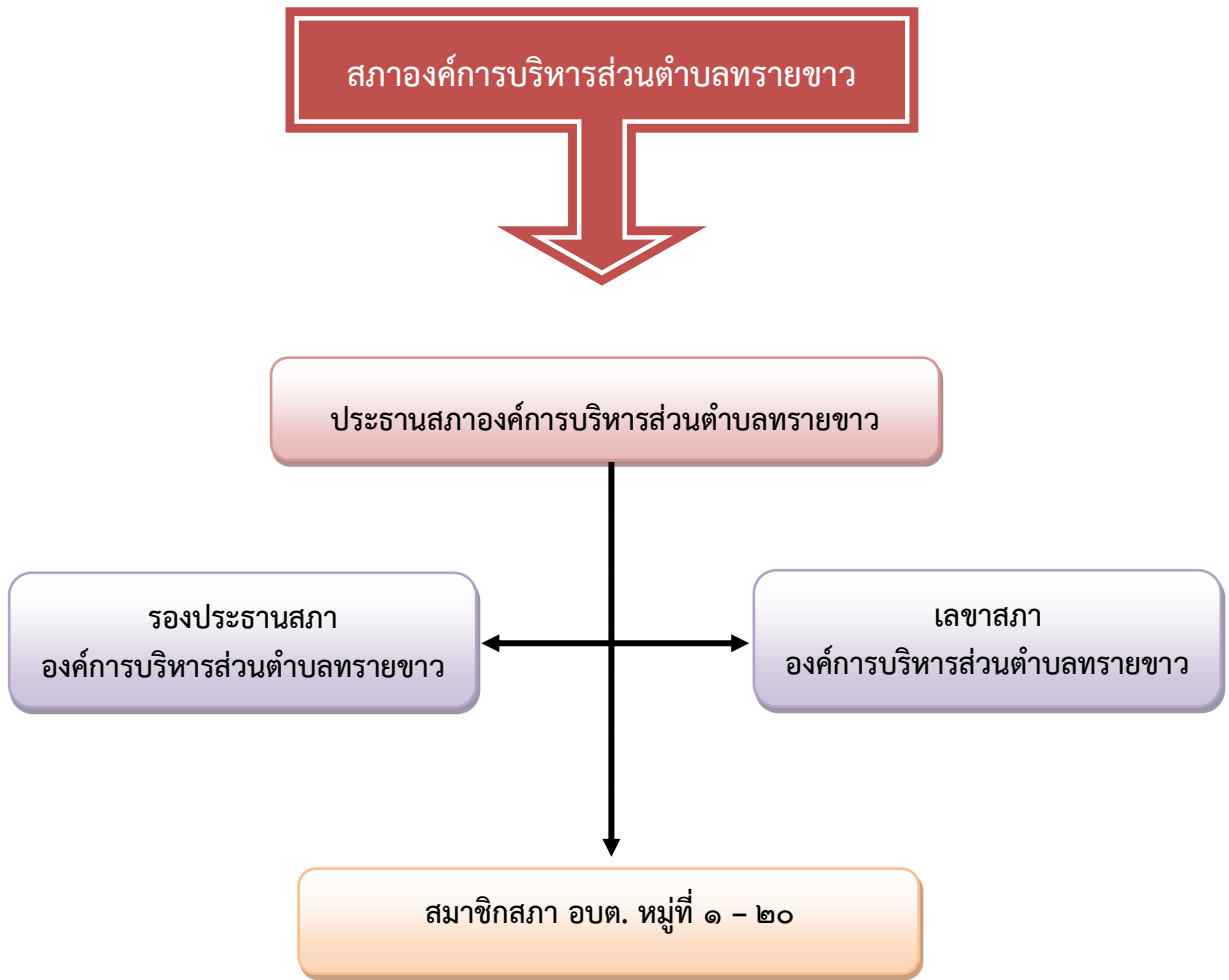 สภาองค์การบริหารส่วนตำบลทรายขาว
ประธานสภาองค์การบริหารส่วนตำบลทรายขาว
รองประธานสภา
องค์การบริหารส่วนตำบลทรายขาว
เลขาสภา
องค์การบริหารส่วนตำบลทรายขาว
สมาชิกสภา อบต. หมู่ที่ ๑ – ๒๐